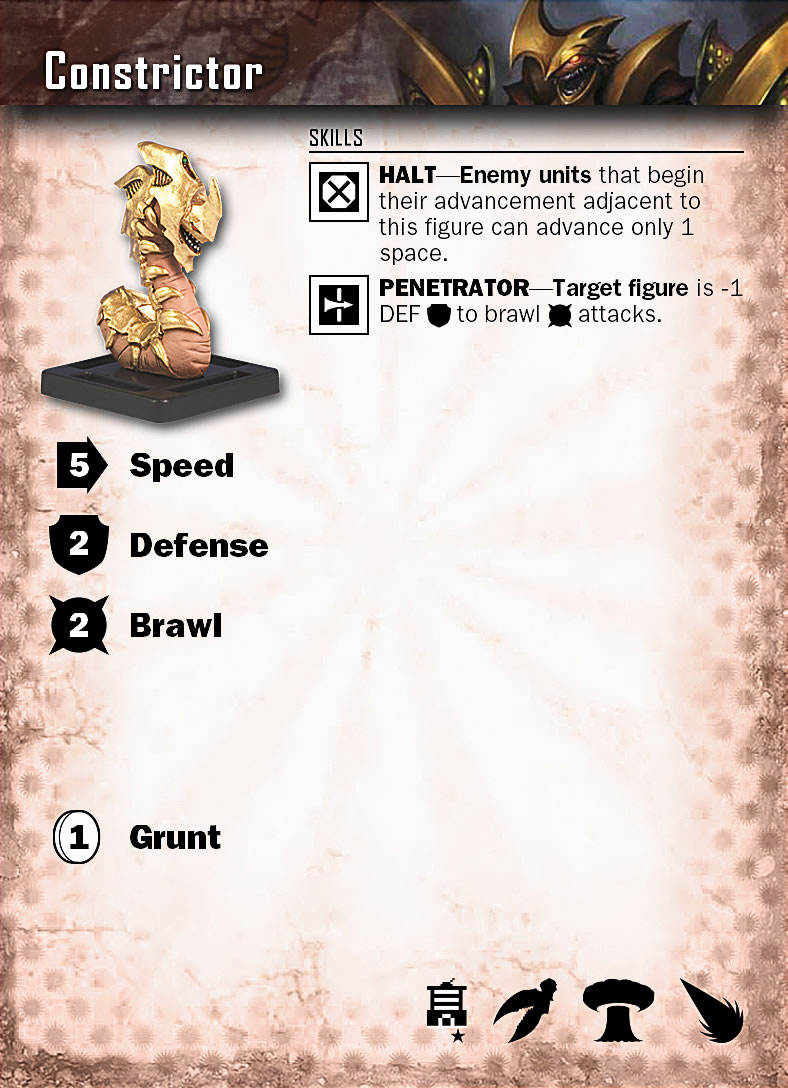 Constrictor
SKILLS
HALT—Enemy units that begin
their advancement adjacent to
this figure can advance only 1
space.
PENETRATOR—Target figure is -1
DEF to brawl attacks.
5 Speed
2 Defense
2 Brawl
1 Grunt